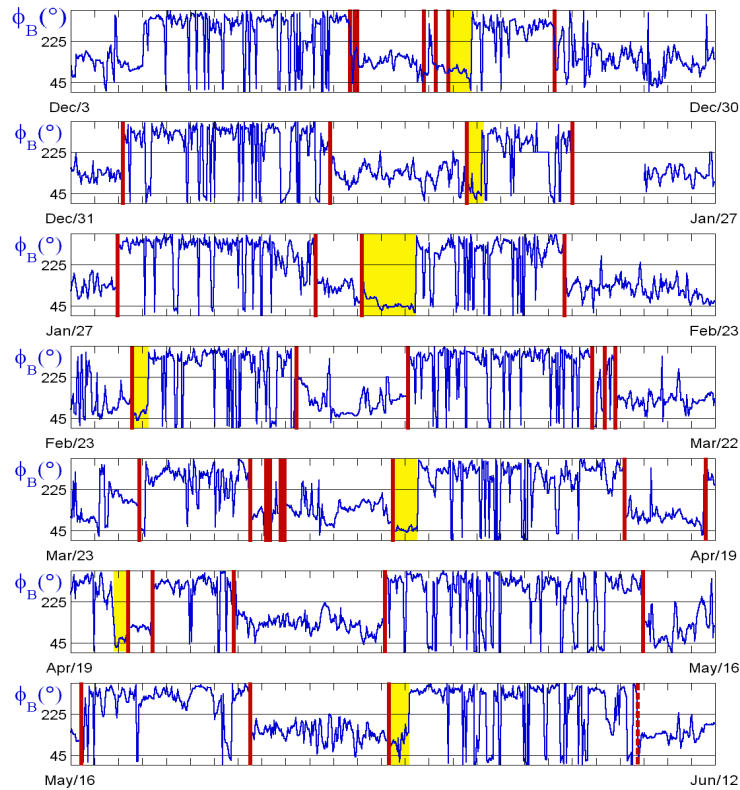 ϕB(°)
225
45
Dec/3 Dec/30
ϕB(°)
225
45
Dec/31 Jan/27
ϕB(°)
225
45
Jan/27 Feb/23
ϕB(°)
225
45
Feb/23 Mar/22
ϕB(°)
225
45
Mar/23 Apr/19
ϕB(°)
225
45
Apr/19 May/16
ϕB(°)
225
45
May/16 Jun/12